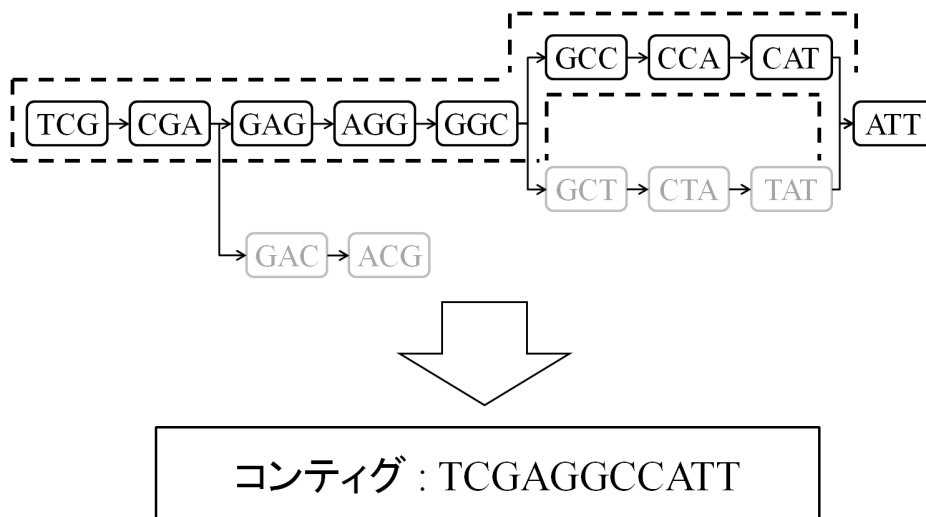 GCC CCA CAT
TCG CGA GAG AGG GGC ATT
GCT CTA TAT
GAC ACG
コンティグ : TCGAGGCCATT